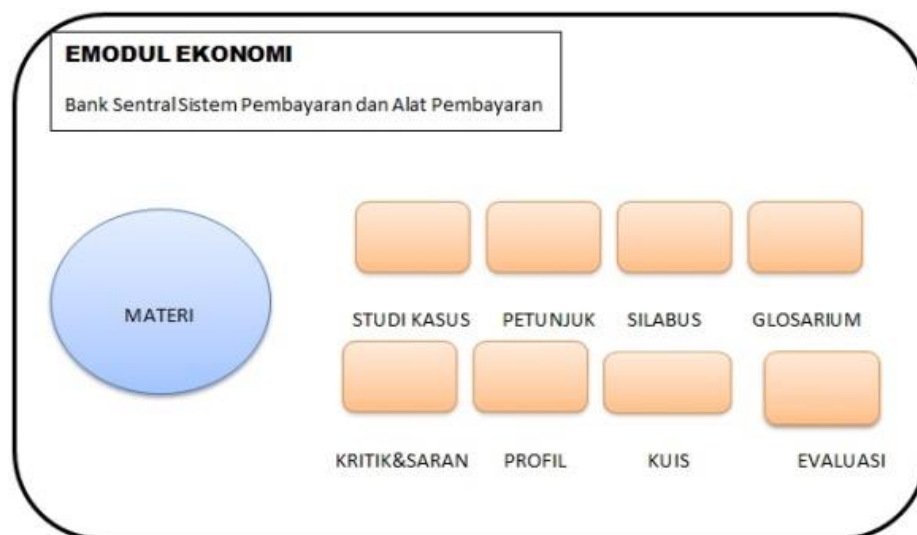 EMODUL EKONOMI
Bank Sentral Sistem Pembayaran dan Alat Pembayaran
MATERI
STUDI KASUS PETUNJUK SILABUS GLOSARIUM
KRITIK&SARAN PROFIL KUIS EVALUASI